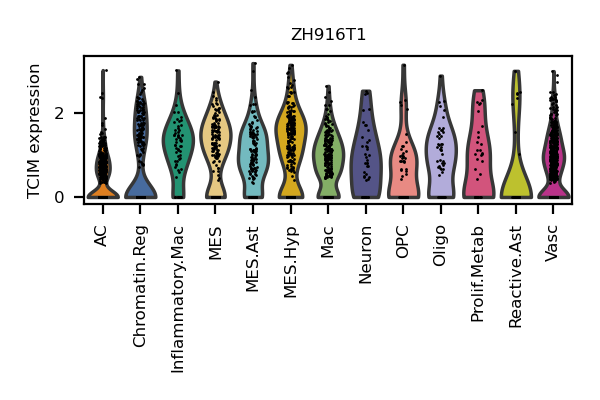 ZH916T1
TCIM expression
2
0
AC
Chromatin.Reg
Inflammatory.Mac
MES
MES.Ast
MES.Hyp
Mac
Neuron
OPC
Oligo
Prolif.Metab
Reactive.Ast
Vasc